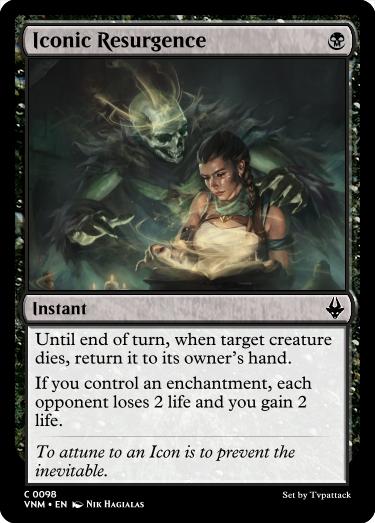 Iconic Resurgence
Instant
Until end of turn, when target creature
dies, return it to its owner's hand.
If you control an enchantment, each
opponent loses 2 life and you gain 2
life.
To attune to an Icon is to prevent the
inevitable.
C 0098
VNM • EN Nik Hagialas
Set by Tvpattack